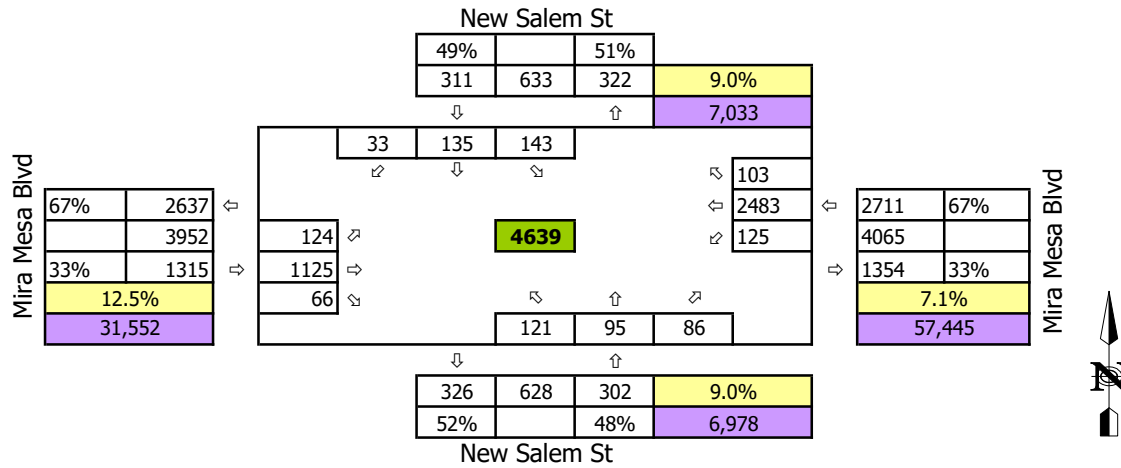 New Salem St
49% 51%
311 633 322 9.0%
7,033
⇩ ⇧
33 135 143
⬃ ⇩ ⬂
103
67% 2637 ⇦ ⇦ 2483 ⇦ 2711 67%
3952 124 4639 125 4065
33% 1315 ⇨ 1125 ⇨ ⇨ 1354 33%
12.5% 66 7.1%
31,552 121 95 86 57,445
Mira Mesa Blvd
Mira Mesa Blvd
⇩ ⇧
326 628 302 9.0%
52% 48% 6,978
New Salem St
N